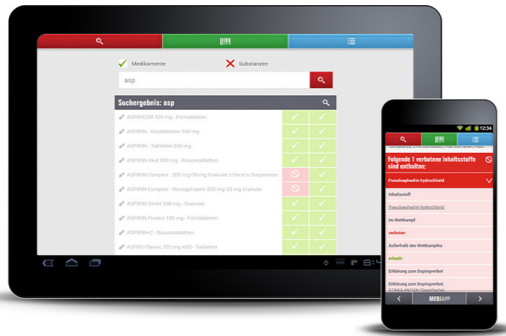 Medikamente
Substanzen
asp
Suchergebnis: asp
ASPIRIN - Kautabletten 500 mg
ASPIRIN - Tabletten 500 mg
ASPIRIN Akut 500 mg - Brausetabletten
ASPIRIN Complex - 500 mg/30 mg Granulat
ASPIRIN Complex - Heissgetränk 500 mg/30 mg Granulat
ASPIRIN Direkt 500 mg - Granulat
ASPIRIN Protect 100 mg - Filmtabletten
ASPIRIN+C - Brausetabletten
ASPRO Classic 320 mg ASS - Tabletten
12:34
Folgende 1 verbotene Inhaltsstoffe
sind enthalten:
Pseudoephedrin hydrochlorid
Inhaltsstoff
Pseudoephedrin hydrochlorid
Im Wettkampf
verboten
Außerhalb des Wettkampfes
erlaubt
Erklärung zum Dopingverbot
Erklärung zum Dopingverbot
MEDIAPP